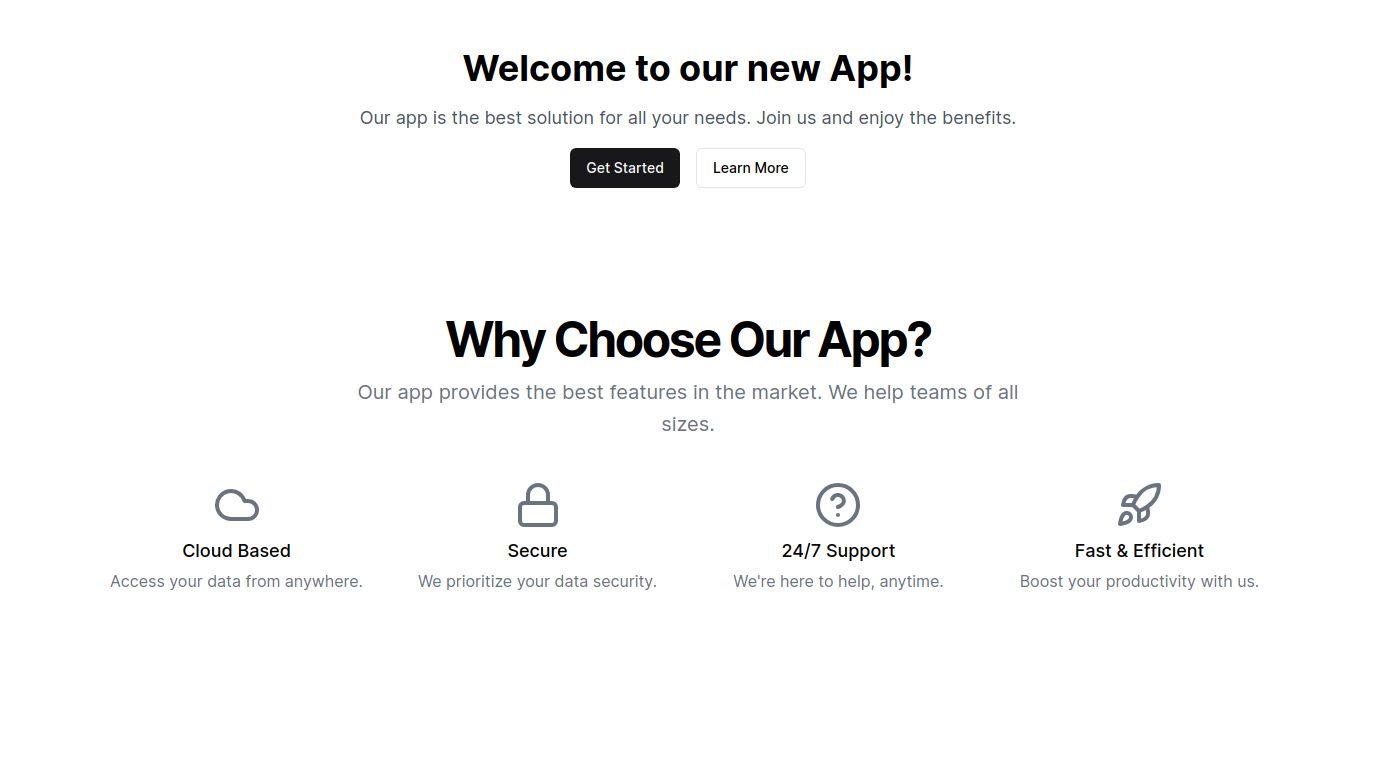 Welcome to our new App!
Our app is the best solution for all your needs. Join us and enjoy the benefits.
Get Started
Learn More
Why Choose Our App?
Our app provides the best features in the market. We help teams of all
sizes.
Cloud Based
Access your data from anywhere.
Secure
We prioritize your data security.
24/7 Support
We're here to help, anytime.
Fast & Efficient
Boost your productivity with us.